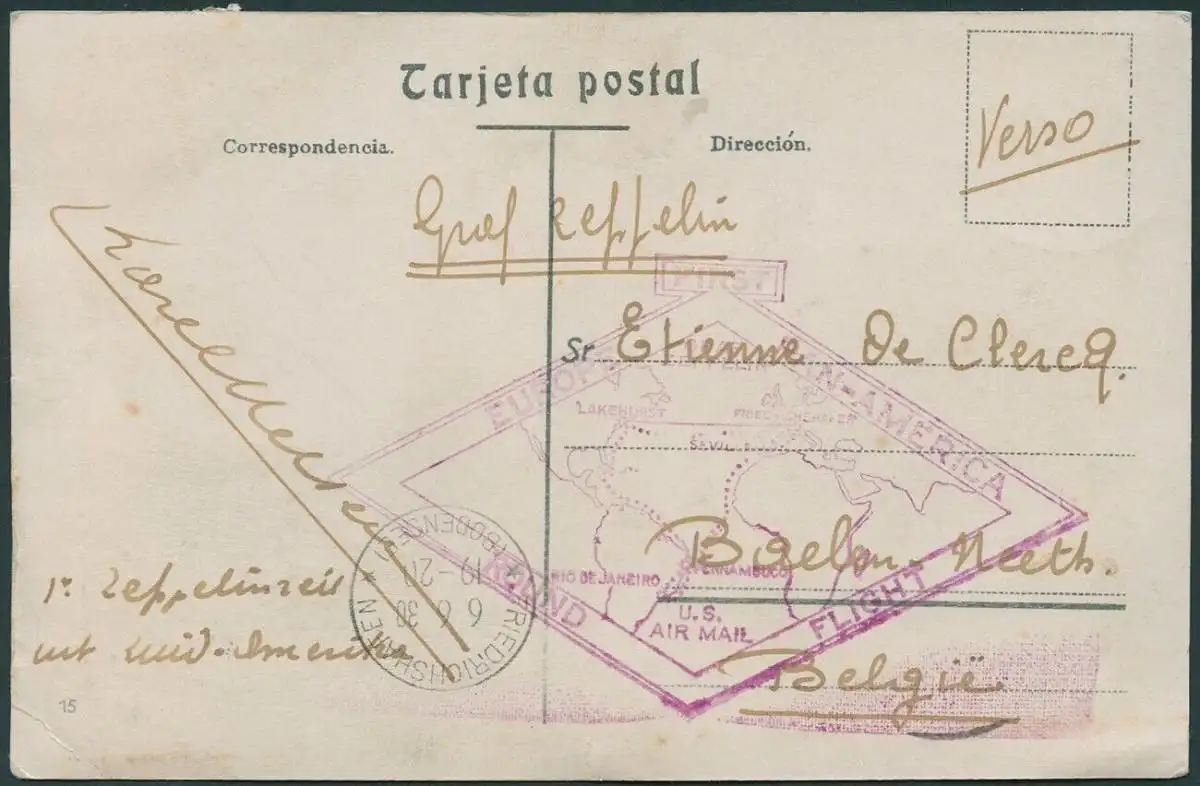 Tarjeta postal
Correspondencia.
Dirección.
Verso
Graf Zeppelin
FIRST
EUROPE PAN-AMERICA
ROUND FLIGHT
ZEPPELIN
LAKEHURST
FRIEDRICHSHAFEN
SEVILLE
RIO DE JANEIRO
PERNAMBUCO
U.S.
AIR MAIL
Sr Etienne De Clercq.
Baelen-Neeth.
België
1e Zeppelinreis
uit Zuid-Amerika
FRIEDRICHSHAFEN
6 6 30
19-20
(BODENSEE)
15